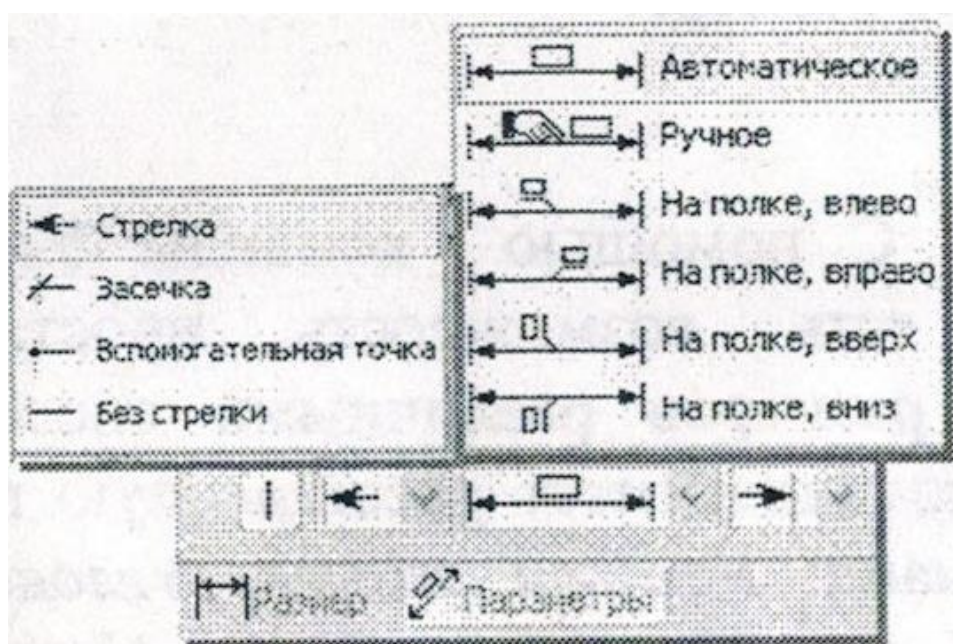 Автоматическое
Ручное
На полке, влево
На полке, вправо
На полке, вверх
На полке, вниз
Стрелка
Засечка
Вспомогательная точка
Без стрелки
Размер
Параметры